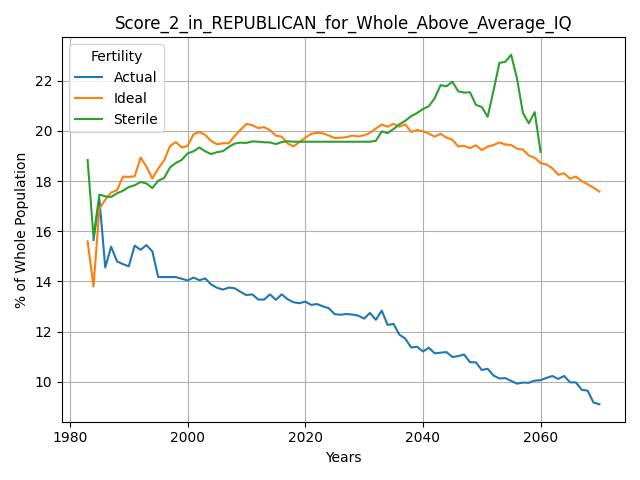 Score_2_in_REPUBLICAN_for_Whole_Above_Average_IQ
Fertility
Actual
Ideal
Sterile
% of Whole Population
22
20
18
16
14
12
10
1980
2000
2020
2040
2060
Years